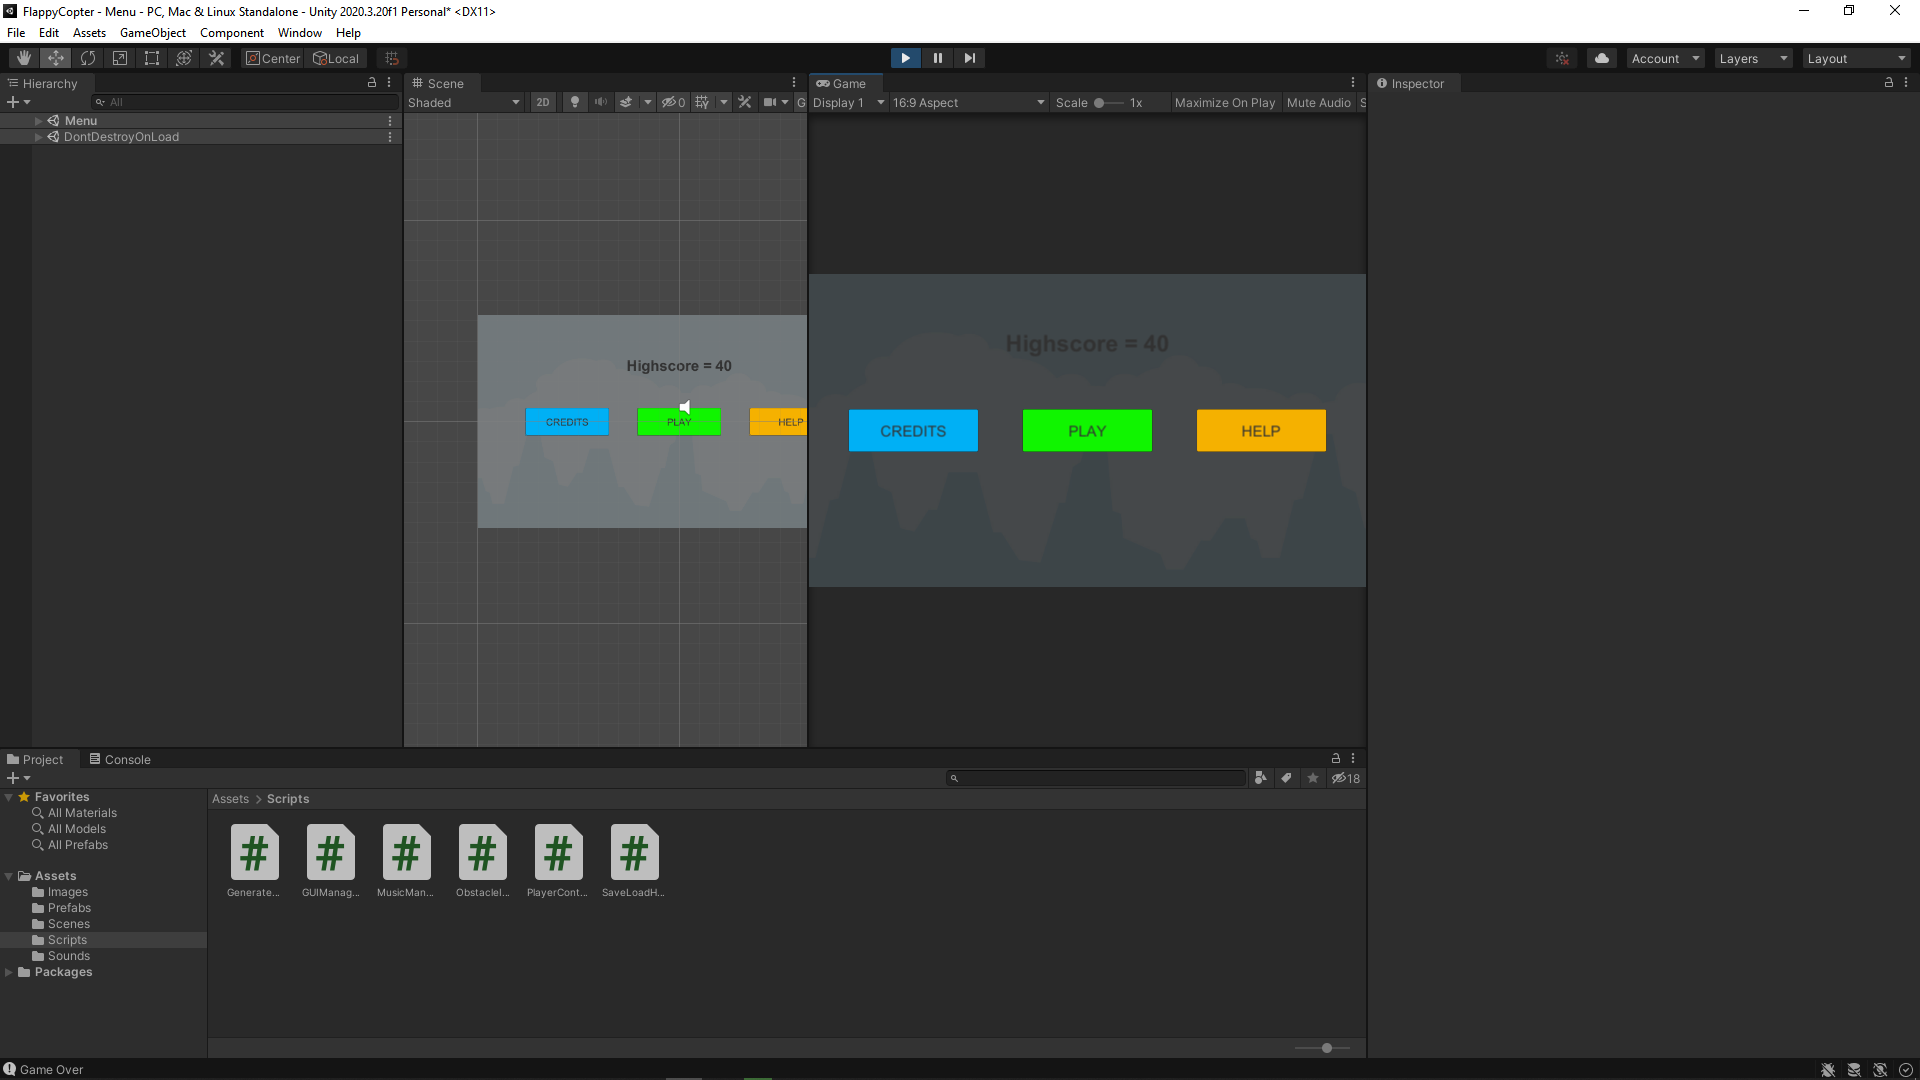 FlappyCopter - Menu - PC, Mac & Linux Standalone - Unity 2020.3.20f1 Personal* <DX11>
File Edit Assets GameObject Component Window Help
Center Local Account Layers Layout
Hierarchy
All
Menu
DontDestroyOnLoad
Scene
Shaded 2D 0 G
Highscore = 40
CREDITS PLAY HELP
Game
Display 1 16:9 Aspect Scale 1x Maximize On Play Mute Audio S
Highscore = 40
CREDITS PLAY HELP
Inspector
Project Console
18
Favorites
All Materials
All Models
All Prefabs
Assets
Images
Prefabs
Scenes
Scripts
Sounds
Packages
Assets > Scripts
Generate... GUIManag... MusicMan... ObstacleI... PlayerCont... SaveLoadH...
Game Over